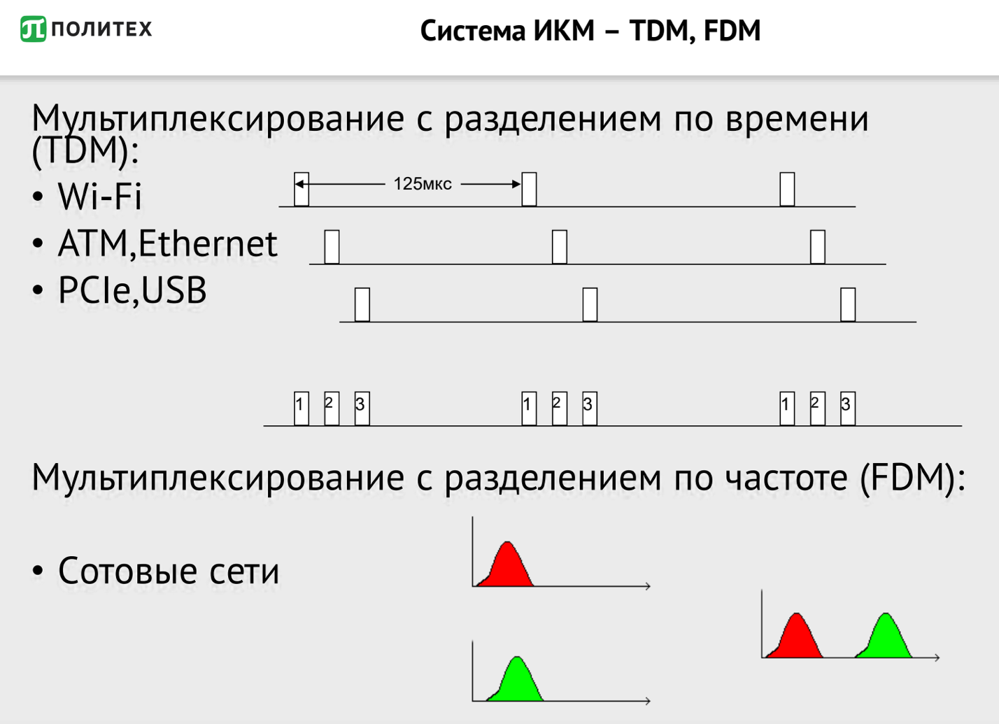 ПОЛИТЕХ
Система ИКМ – TDM, FDM
Мультиплексирование с разделением по времени
(TDM):
• Wi-Fi
125мкс
• ATM,Ethernet
• PCIe,USB
1 2 3 1 2 3 1 2 3
Мультиплексирование с разделением по частоте (FDM):
• Сотовые сети